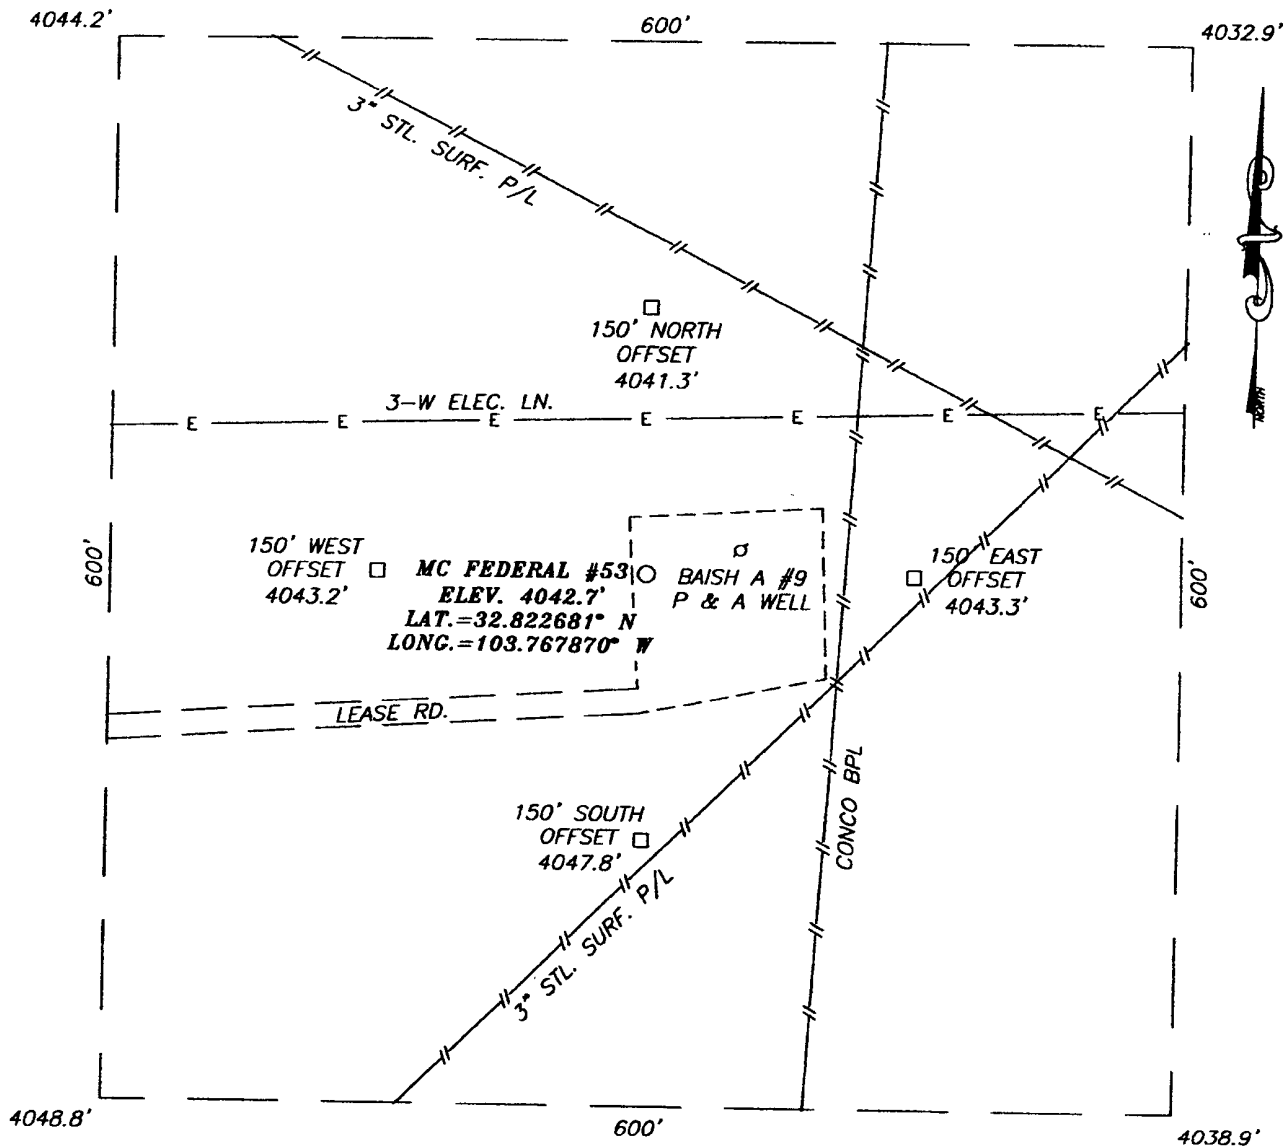 4044.2'
600'
4032.9'
3" STL. SURF. P/L
150' NORTH
OFFSET
4041.3'
3-W ELEC. LN.
E E E E E E E
600'
150' WEST
OFFSET
4043.2'
MC FEDERAL #53
ELEV. 4042.7'
LAT.=32.822681° N
LONG.=103.767870° W
BAISH A #9
P & A WELL
150' EAST
OFFSET
4043.3'
600'
LEASE RD.
150' SOUTH
OFFSET
4047.8'
CONCO BPL
3" STL. SURF. P/L
4048.8'
600'
4038.9'